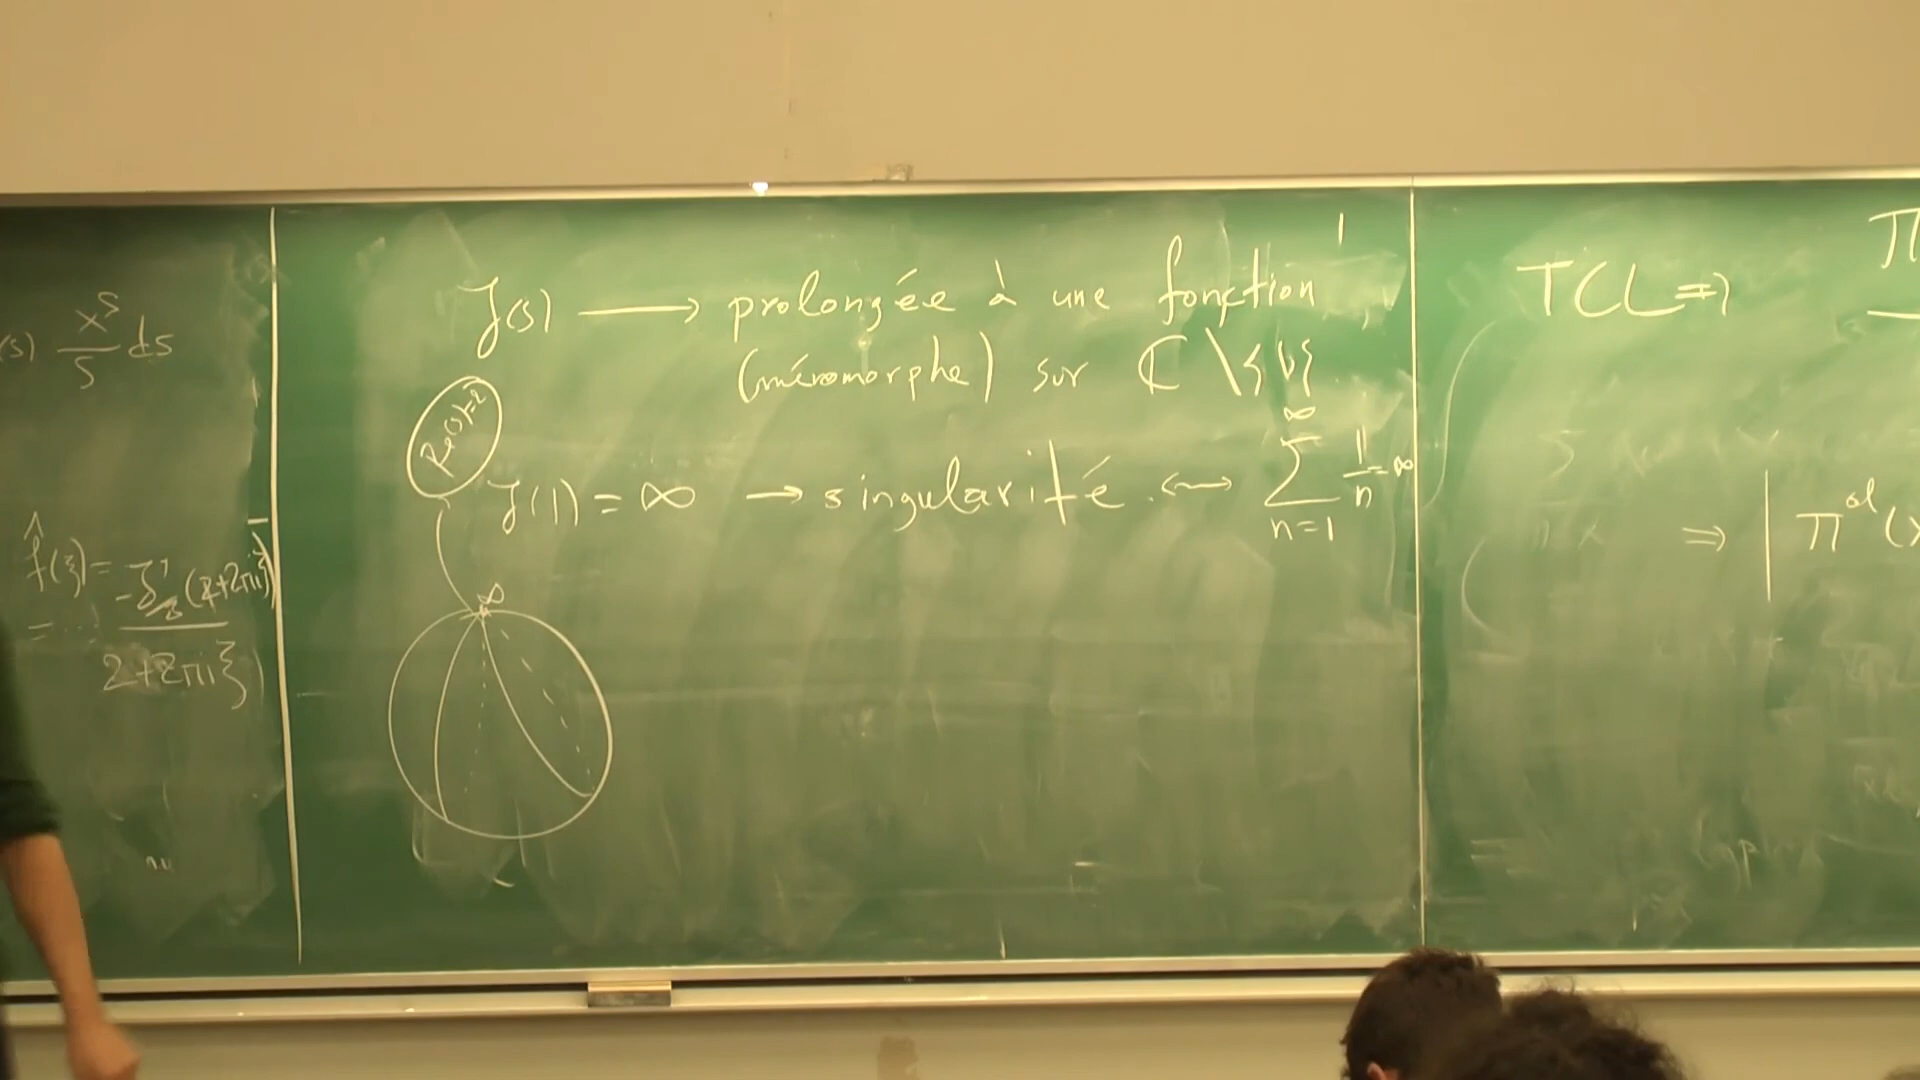 (s) x^s/s ds
f̂(ξ) = -ζ'/ζ (2+2πiξ)
= ... 2+2πiξ
ζ(s) ⟶ prolongée à une fonction
(méromorphe) sur ℂ \ {1}
Re(s)=2
ζ(1) = ∞ → singularité ⟷ ∑_{n=1}^{∞} 1/n = ∞
∞
TCL ⇒ π
⇒ | π^{al}(x